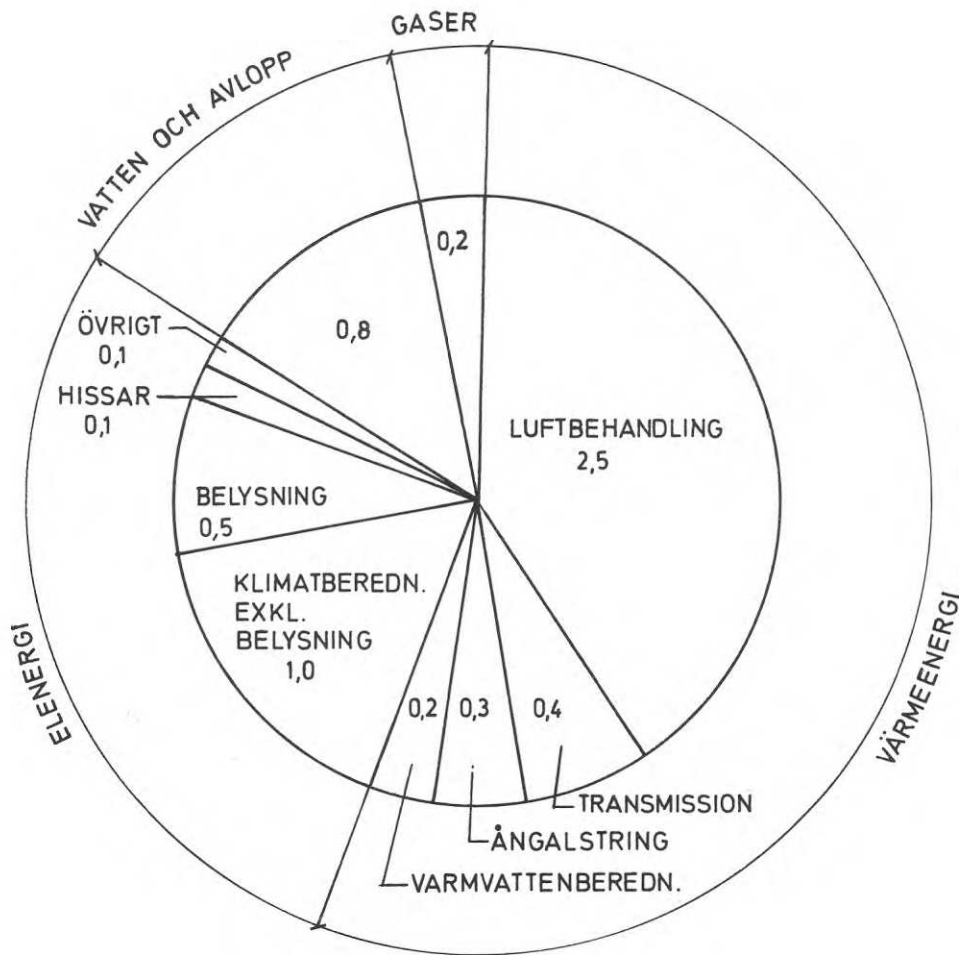 GASER
VATTEN OCH AVLOPP
0,2
ÖVRIGT
0,1
0,8
HISSAR
0,1
LUFTBEHANDLING
2,5
BELYSNING
0,5
KLIMATBEREDN.
EXKL.
BELYSNING
1,0
ELENERGI
VÄRMEENERGI
0,2
0,3
0,4
TRANSMISSION
ÅNGALSTRING
VARMVATTENBEREDN.